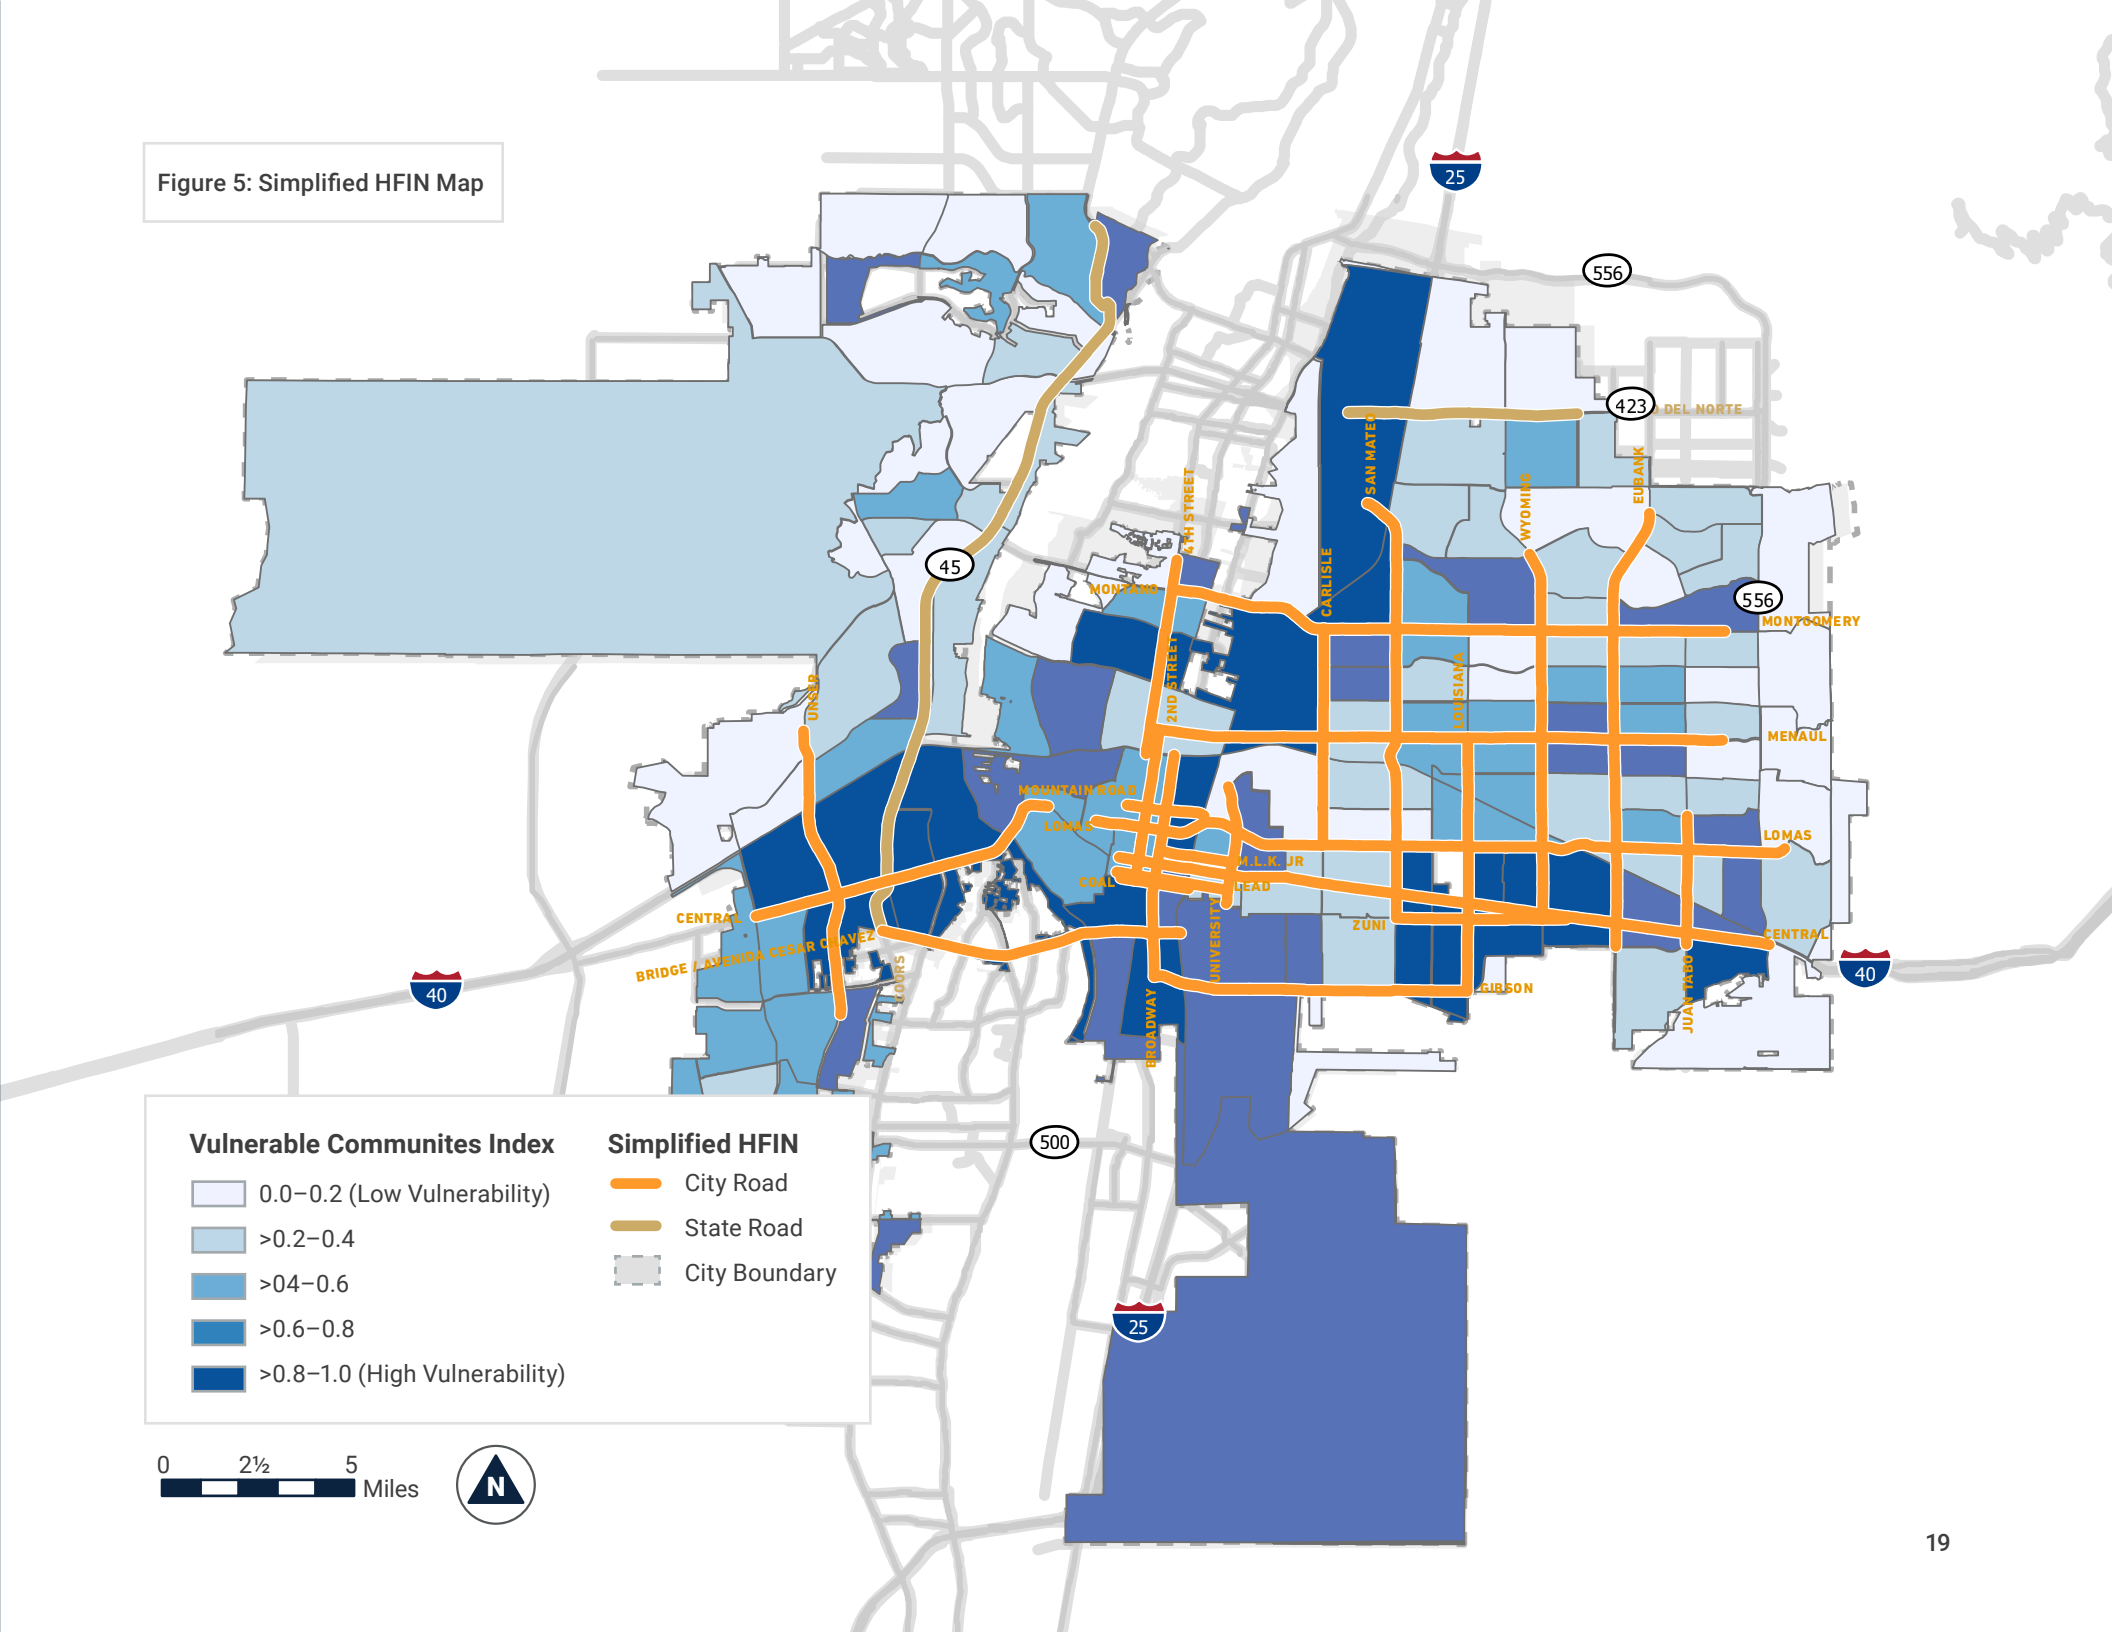 Figure 5: Simplified HFIN Map
25
556
423
DEL NORTE
SAN MATEO
EUBANK
WYOMING
4TH STREET
CARLISLE
45
MONTAÑO
556
MONTGOMERY
2ND STREET
LOUISIANA
UNSER
MENAUL
MOUNTAIN ROAD
LOMAS
LOMAS
M.L.K. JR
COAL
LEAD
CENTRAL
ZUNI
CENTRAL
UNIVERSITY
BRIDGE / AVENIDA CESAR CHAVEZ
COORS
40
40
GIBSON
JUAN TABO
BROADWAY
500
25
Vulnerable Communites Index
0.0–0.2 (Low Vulnerability)
>0.2–0.4
>04–0.6
>0.6–0.8
>0.8–1.0 (High Vulnerability)
Simplified HFIN
City Road
State Road
City Boundary
0 2½ 5
Miles
N
19